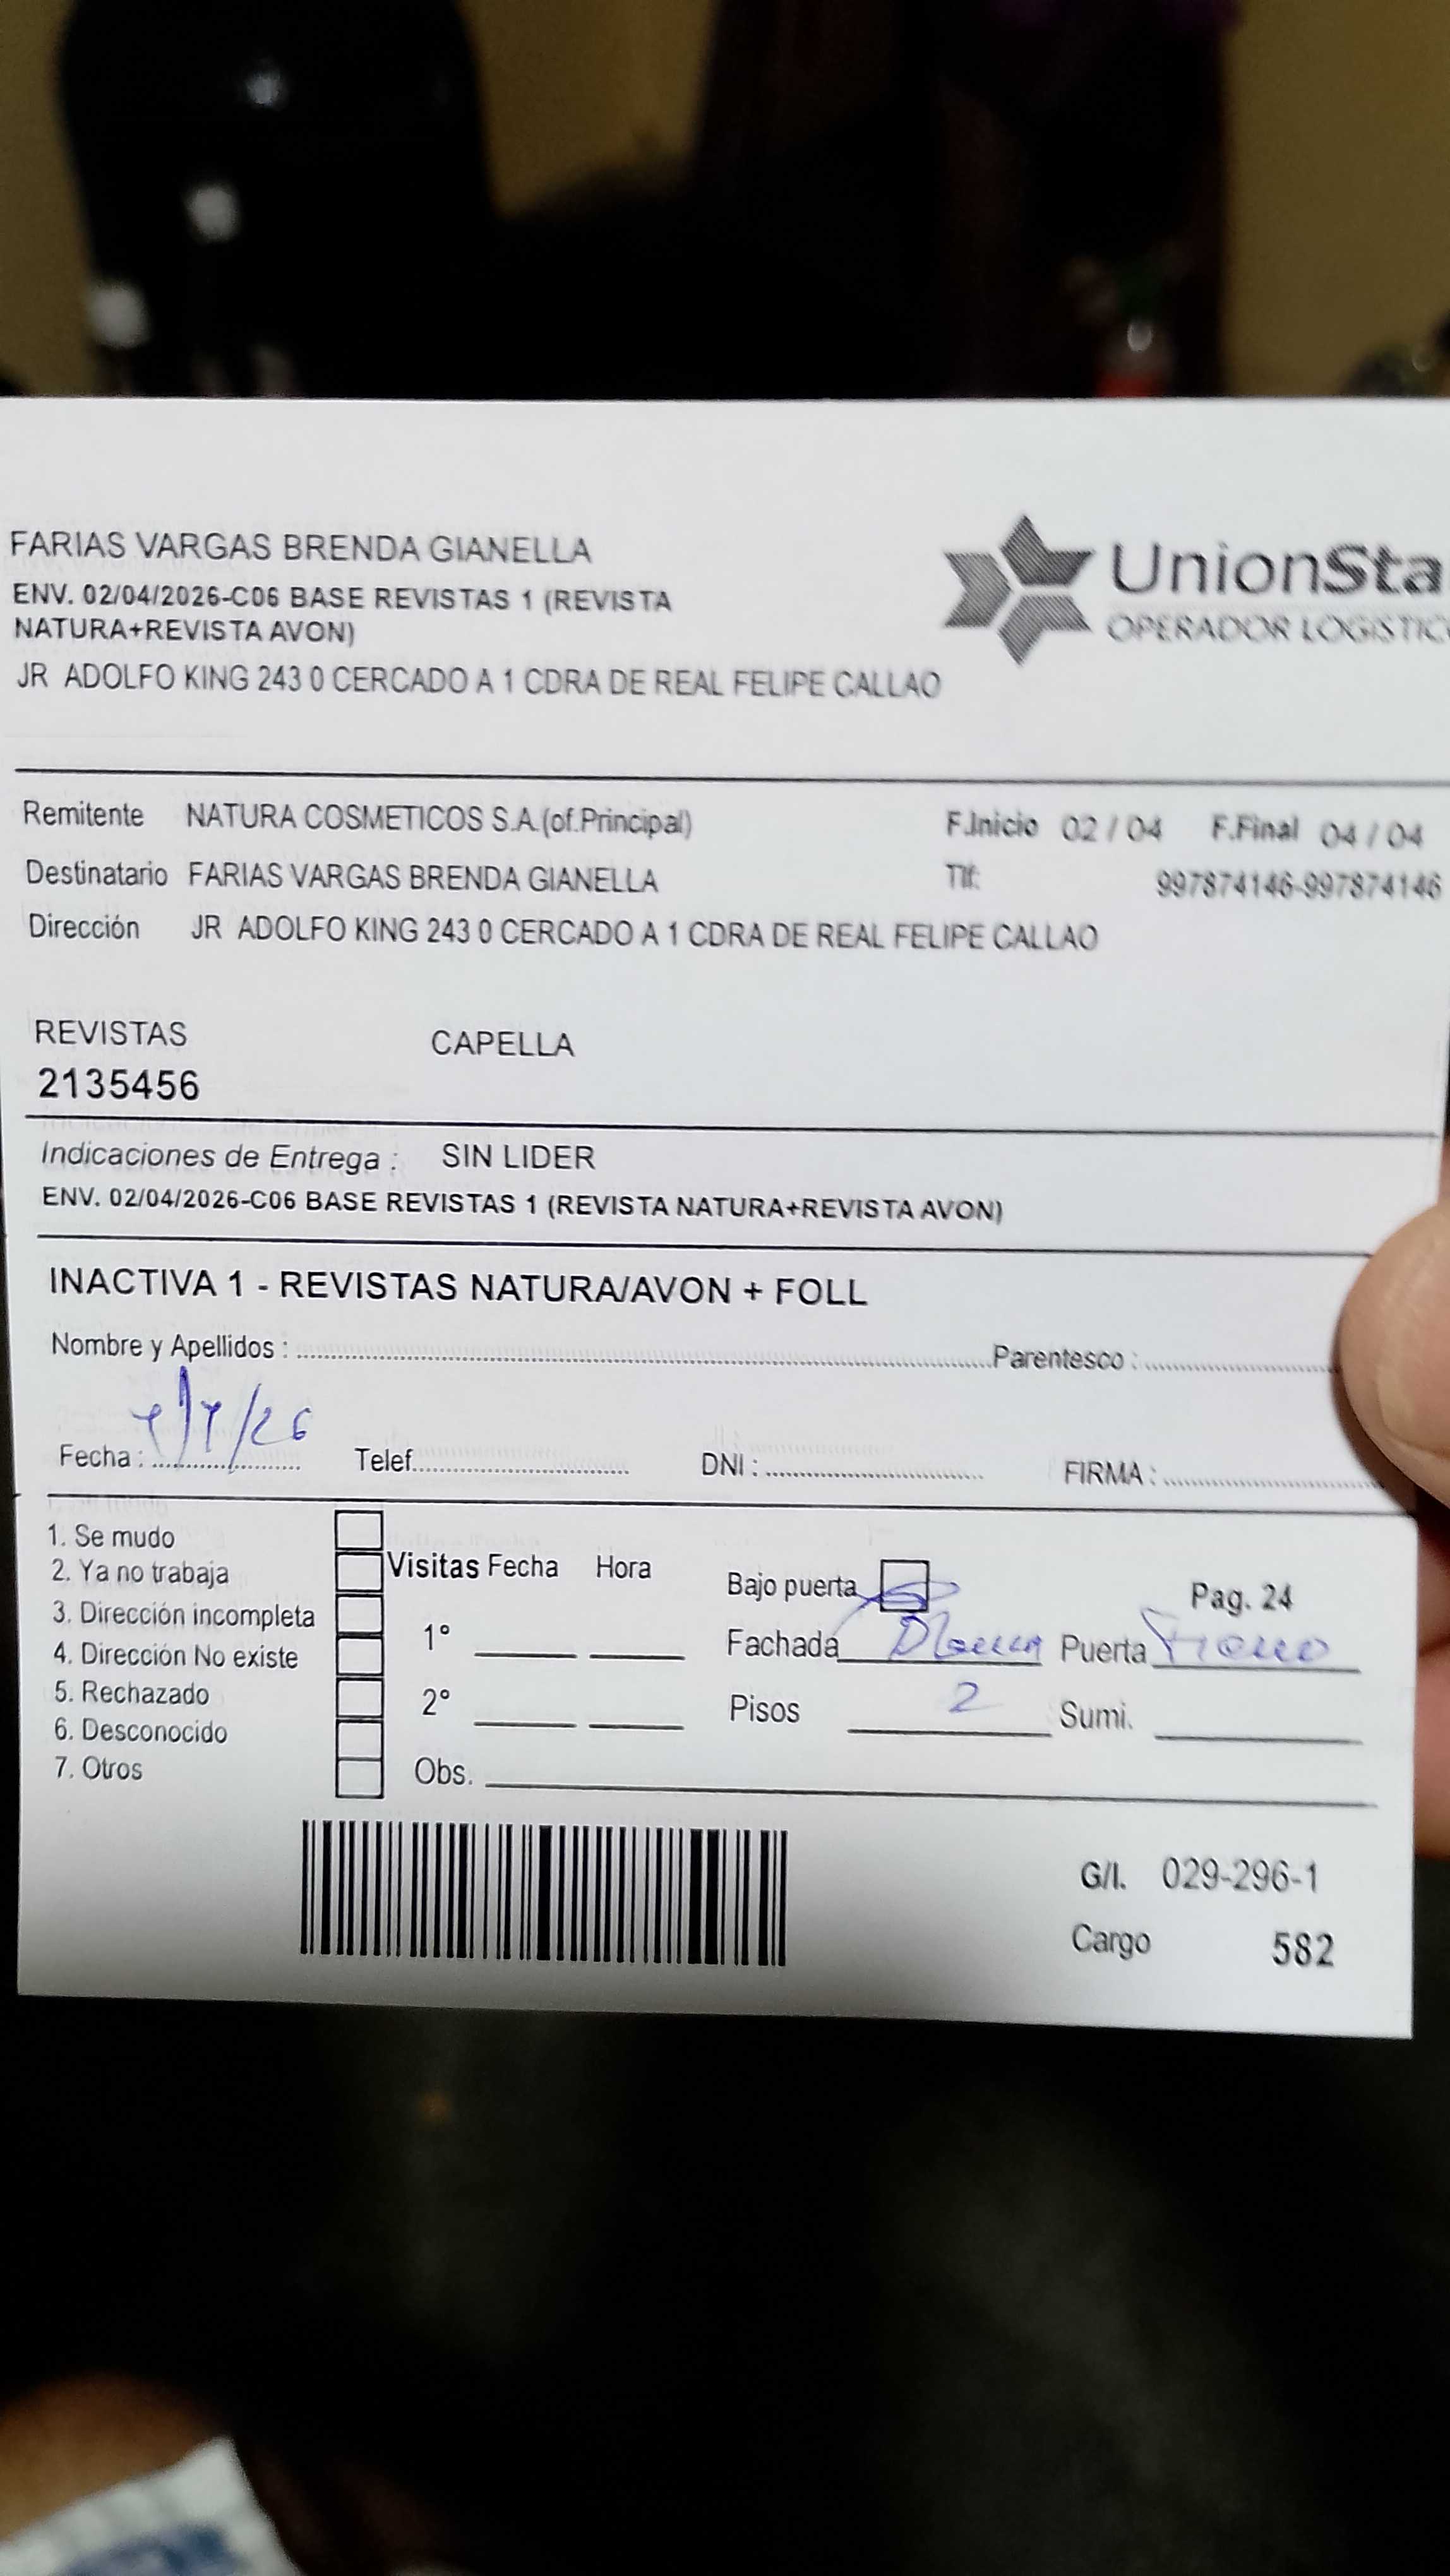 FARIAS VARGAS BRENDA GIANELLA
ENV. 02/04/2026-C06 BASE REVISTAS 1 (REVISTA
NATURA+REVISTA AVON)
JR ADOLFO KING 243 0 CERCADO A 1 CDRA DE REAL FELIPE CALLAO
UnionSta
OPERADOR LOGISTIC
Remitente NATURA COSMETICOS S.A.(of.Principal) F.Inicio 02 / 04 F.Final 04 / 04
Destinatario FARIAS VARGAS BRENDA GIANELLA Tlf: 997874146-997874146
Dirección JR ADOLFO KING 243 0 CERCADO A 1 CDRA DE REAL FELIPE CALLAO
REVISTAS CAPELLA
2135456
Indicaciones de Entrega : SIN LIDER
ENV. 02/04/2026-C06 BASE REVISTAS 1 (REVISTA NATURA+REVISTA AVON)
INACTIVA 1 - REVISTAS NATURA/AVON + FOLL
Nombre y Apellidos : Parentesco :
Fecha : Telef. DNI : FIRMA :
1. Se mudo
2. Ya no trabaja
3. Dirección incompleta
4. Dirección No existe
5. Rechazado
6. Desconocido
7. Otros
Visitas Fecha Hora
1°
2°
Obs.
Bajo puerta Pag. 24
Fachada Puerta
Pisos 2 Sumi.
G/I. 029-296-1
Cargo 582